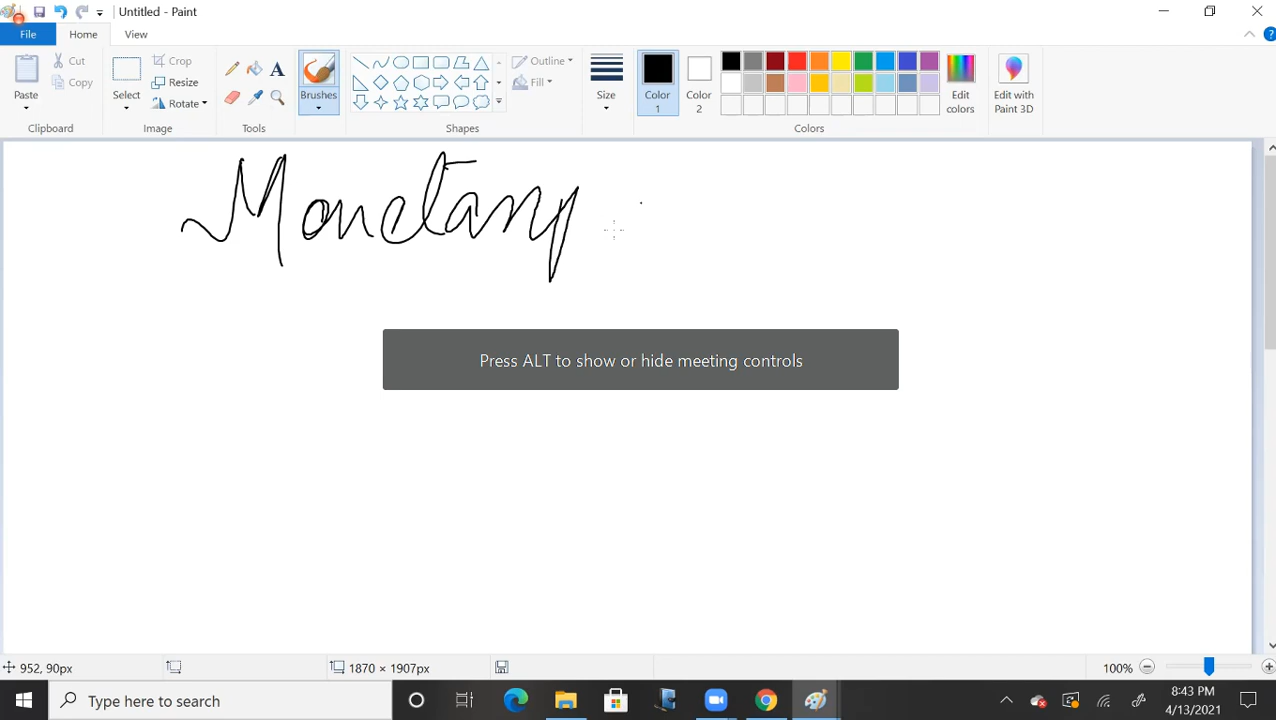 Untitled - Paint
File Home View
Paste
Cut
Copy
Clipboard
Select
Crop
Resize
Rotate
Image
Tools
Brushes
Outline
Fill
Shapes
Size
Color 1
Color 2
Edit colors
Colors
Edit with Paint 3D
Monetary
Press ALT to show or hide meeting controls
952, 90px
1870 × 1907px
100%
Type here to search
8:43 PM
4/13/2021